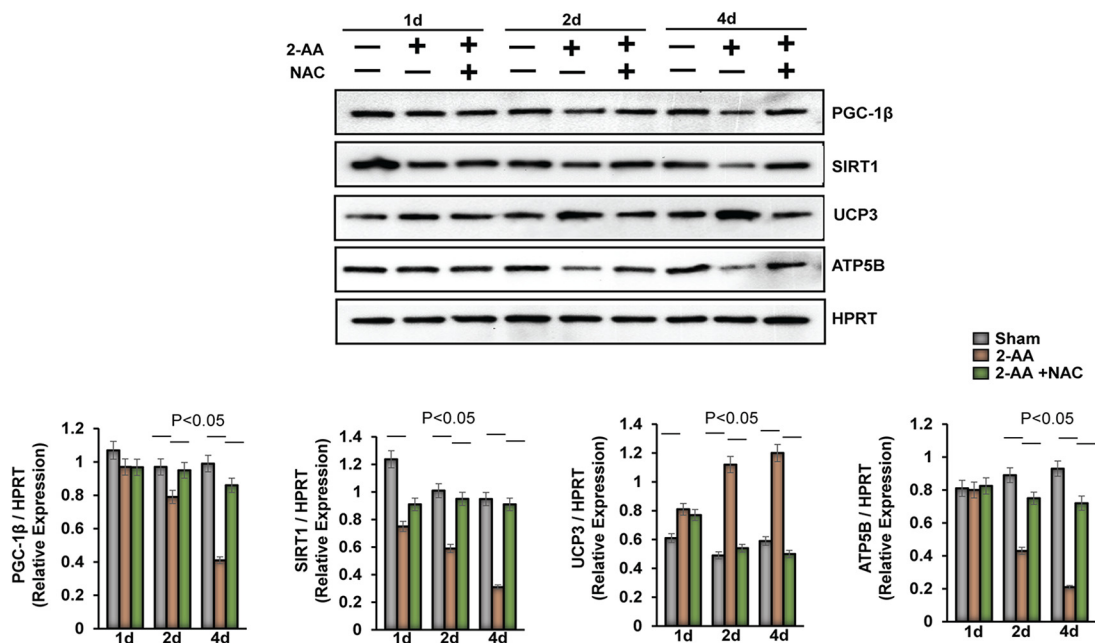 1d 2d 4d
2-AA — + + — + + — + +
NAC — — + — — + — — +
PGC-1β
SIRT1
UCP3
ATP5B
HPRT
Sham
2-AA
2-AA +NAC
P<0.05
PGC-1β / HPRT
(Relative Expression)
1.2
1
0.8
0.6
0.4
0.2
0
1d 2d 4d
P<0.05
SIRT1 / HPRT
(Relative Expression)
1.4
1.2
1
0.8
0.6
0.4
0.2
0
1d 2d 4d
P<0.05
UCP3 / HPRT
(Relative Expression)
1.4
1.2
1
0.8
0.6
0.4
0.2
0
1d 2d 4d
P<0.05
ATP5B / HPRT
(Relative Expression)
1.2
1
0.8
0.6
0.4
0.2
0
1d 2d 4d